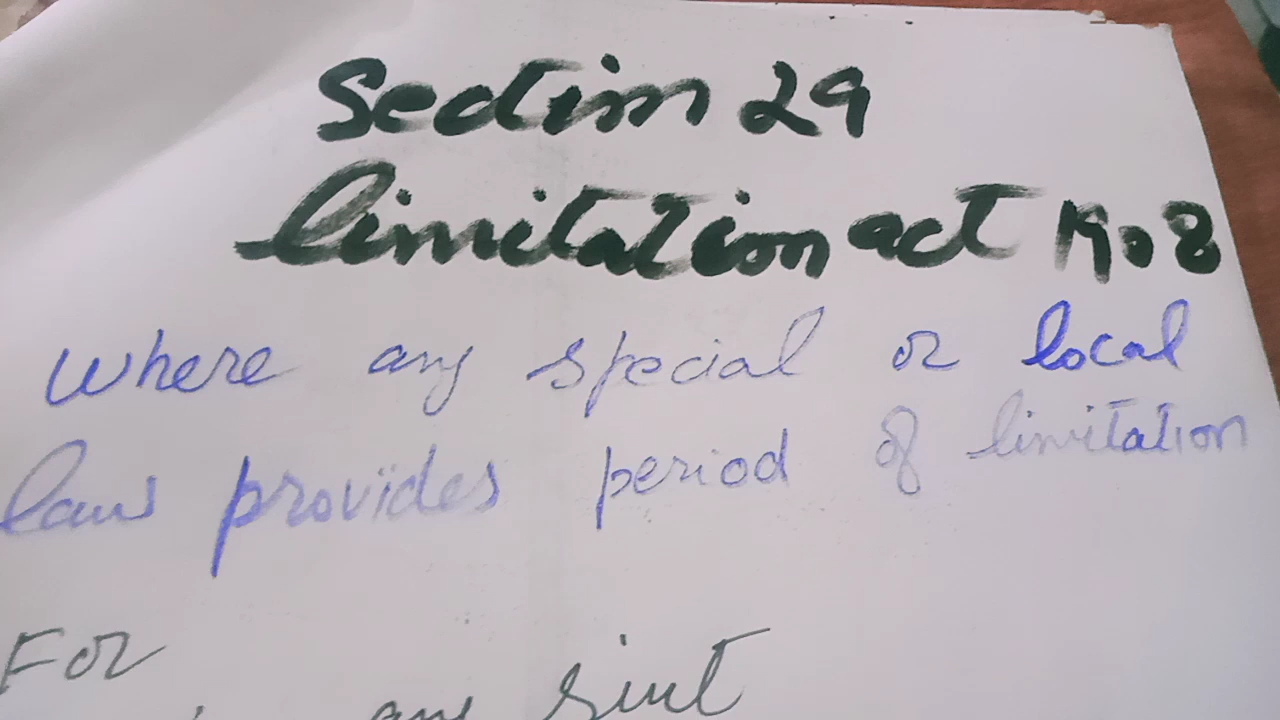 Section 29
limitation act 1908
where any special or local
law provides period of limitation
For
any suit